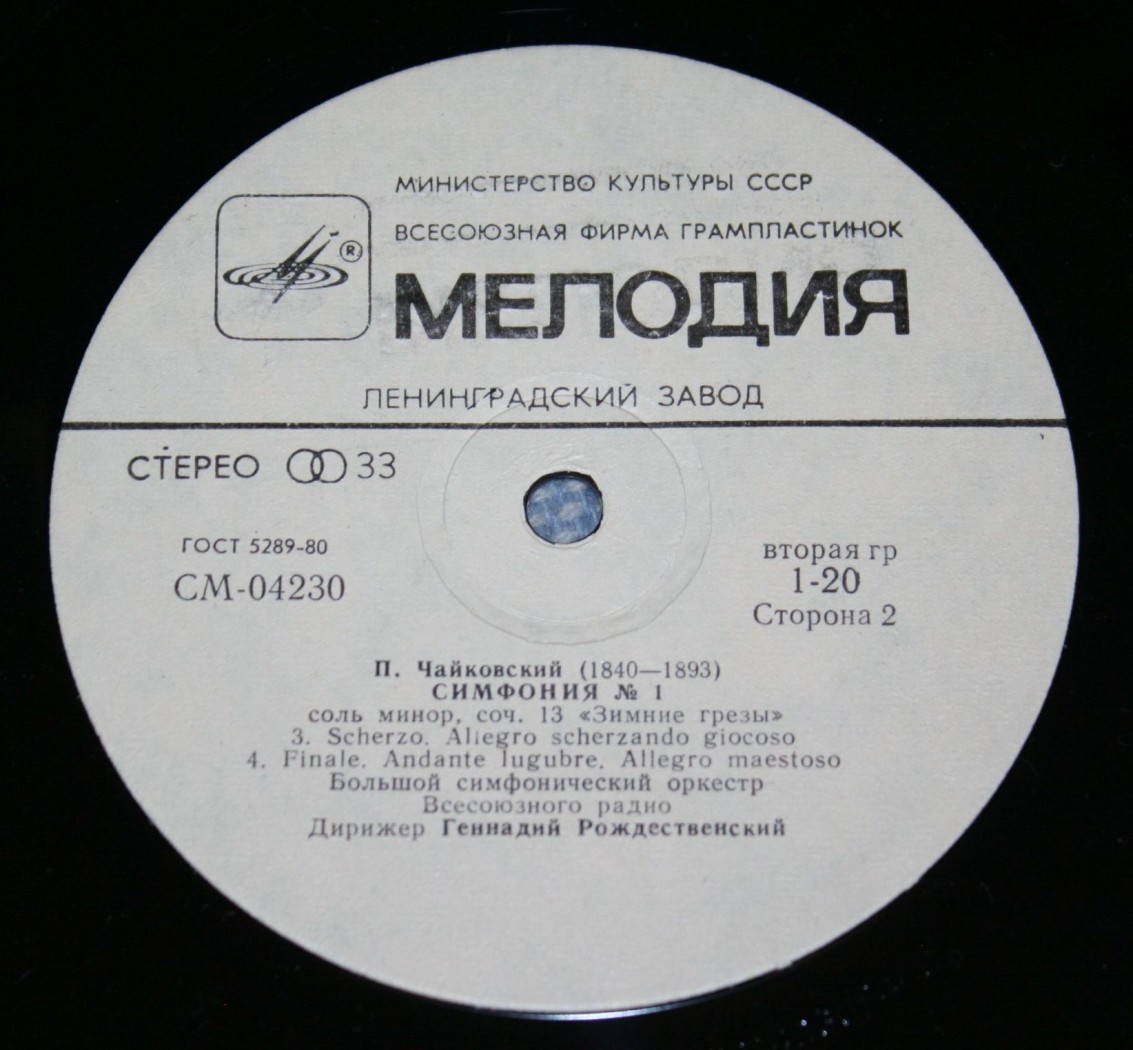 МИНИСТЕРСТВО КУЛЬТУРЫ СССР
ВСЕСОЮЗНАЯ ФИРМА ГРАМПЛАСТИНОК
®
МЕЛОДИЯ
ЛЕНИНГРАДСКИЙ ЗАВОД
СТЕРЕО 33
ГОСТ 5289-80
СМ-04230
вторая гр
1-20
Сторона 2
П. Чайковский (1840—1893)
СИМФОНИЯ № 1
соль минор, соч. 13 «Зимние грезы»
3. Scherzo. Allegro scherzando giocoso
4. Finale. Andante lugubre. Allegro maestoso
Большой симфонический оркестр
Всесоюзного радио
Дирижер Геннадий Рождественский